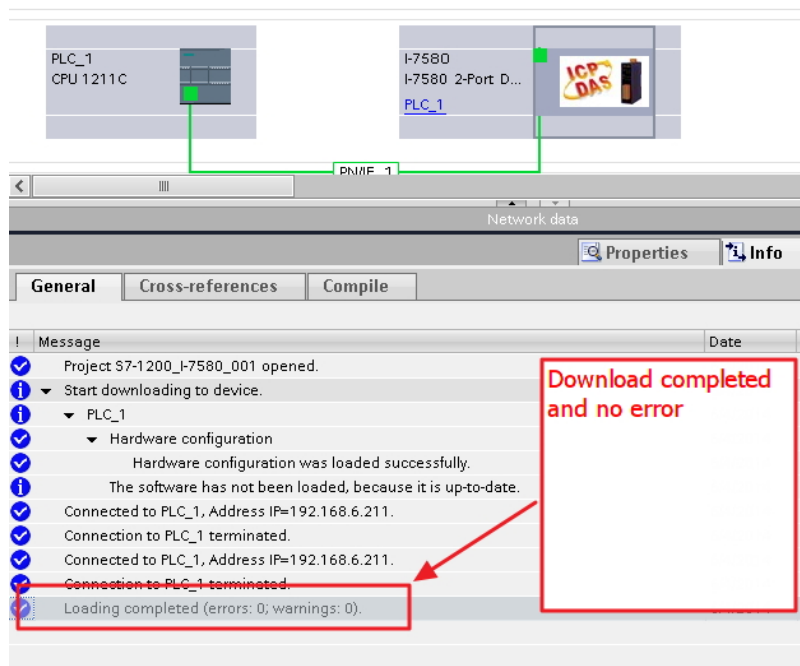 PLC_1
CPU 1211C
I-7580
I-7580 2-Port D...
PLC_1
ICP
DAS
PN/IE_1
Network data
Properties
Info
General
Cross-references
Compile
! Message
Date
Project S7-1200_I-7580_001 opened.
Start downloading to device.
PLC_1
Hardware configuration
Hardware configuration was loaded successfully.
The software has not been loaded, because it is up-to-date.
Connected to PLC_1, Address IP=192.168.6.211.
Connection to PLC_1 terminated.
Connected to PLC_1, Address IP=192.168.6.211.
Connection to PLC_1 terminated.
Loading completed (errors: 0; warnings: 0).
Download completed
and no error